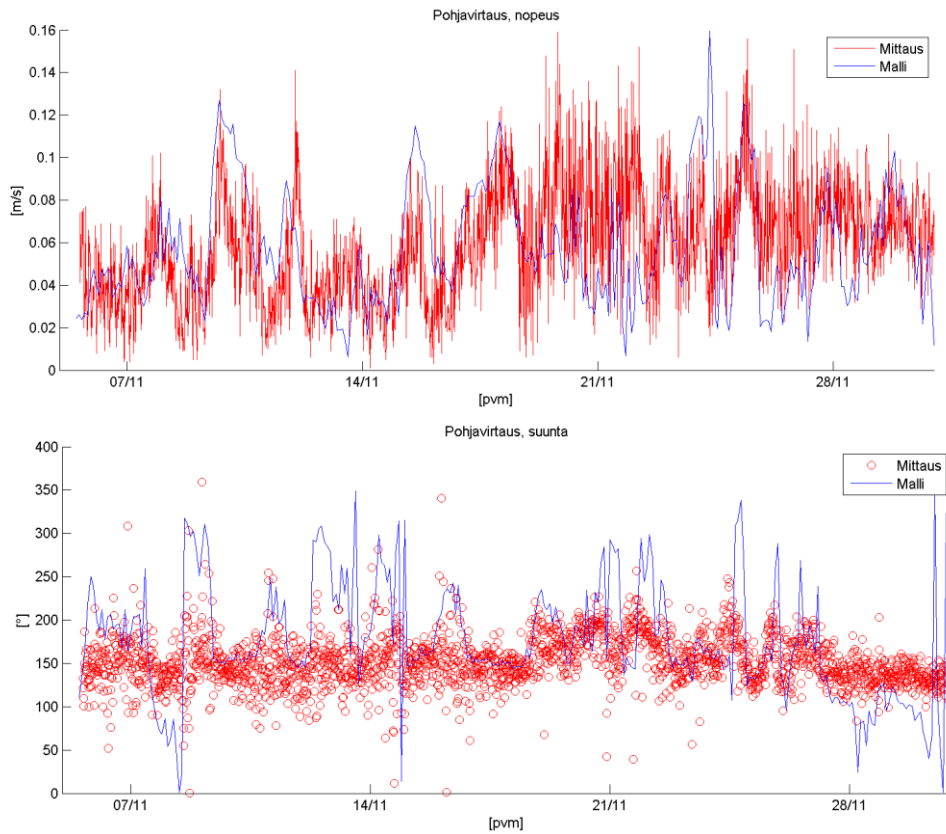 Pohjavirtaus, nopeus
0.16
0.14
0.12
0.1
0.08
0.06
0.04
0.02
0
[m/s]
Mittaus
Malli
07/11 14/11 21/11 28/11
[pvm]
Pohjavirtaus, suunta
400
350
300
250
200
150
100
50
0
[°]
Mittaus
Malli
07/11 14/11 21/11 28/11
[pvm]